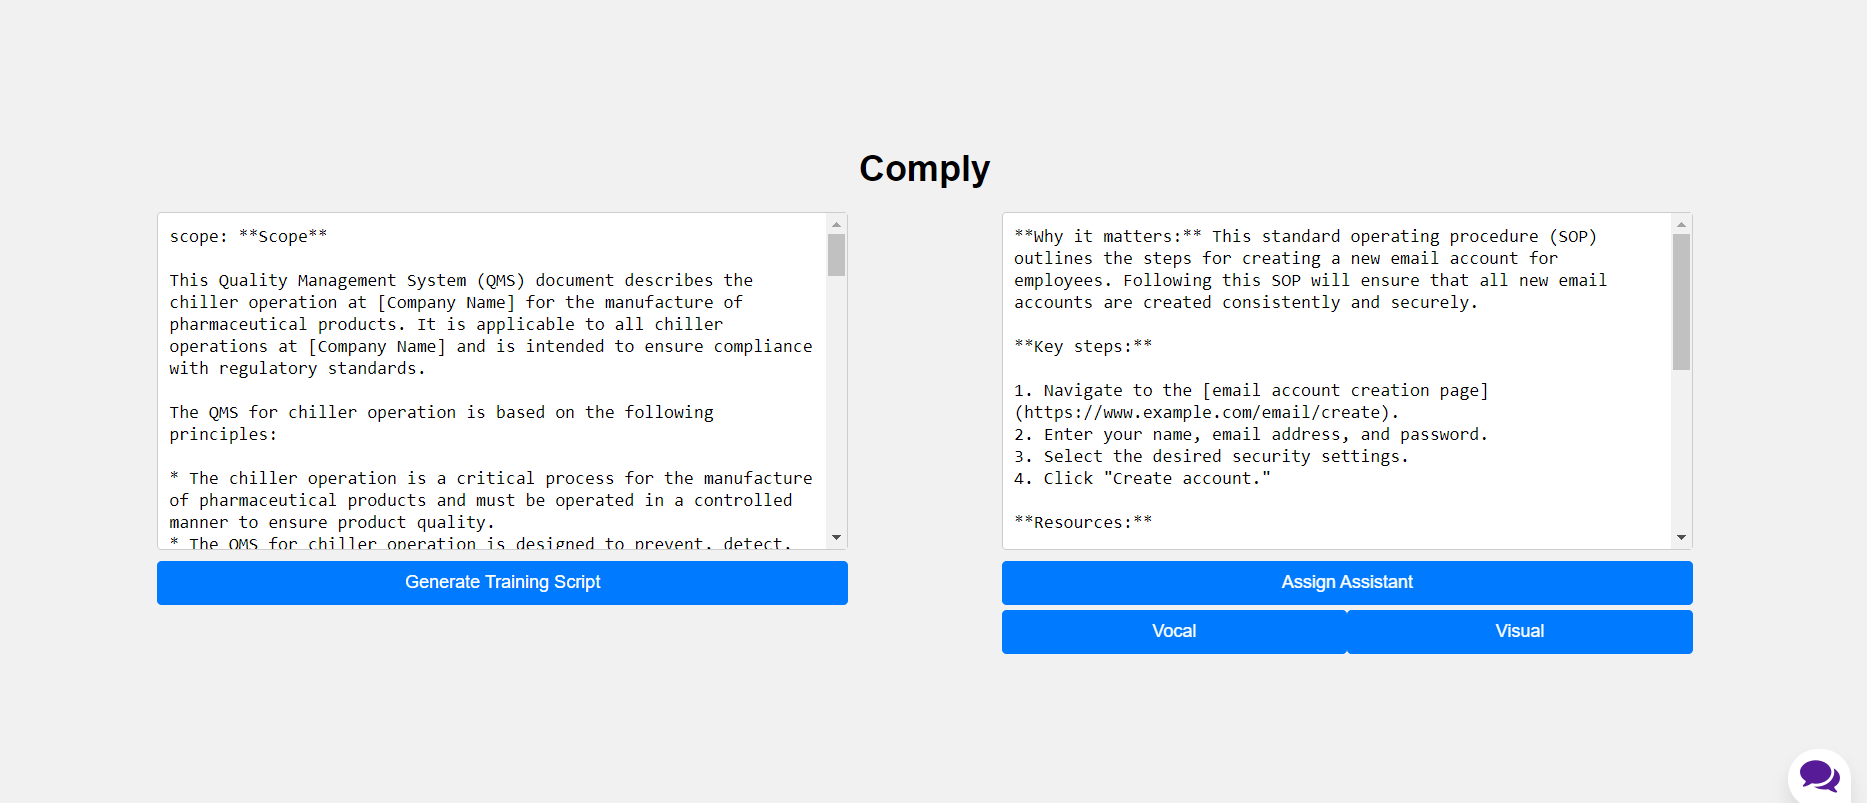 Comply
scope: **Scope**
This Quality Management System (QMS) document describes the
chiller operation at [Company Name] for the manufacture of
pharmaceutical products. It is applicable to all chiller
operations at [Company Name] and is intended to ensure compliance
with regulatory standards.
The QMS for chiller operation is based on the following
principles:
* The chiller operation is a critical process for the manufacture
of pharmaceutical products and must be operated in a controlled
manner to ensure product quality.
* The QMS for chiller operation is designed to prevent, detect,
Generate Training Script
**Why it matters:** This standard operating procedure (SOP)
outlines the steps for creating a new email account for
employees. Following this SOP will ensure that all new email
accounts are created consistently and securely.
**Key steps:**
1. Navigate to the [email account creation page]
(https://www.example.com/email/create).
2. Enter your name, email address, and password.
3. Select the desired security settings.
4. Click "Create account."
**Resources:**
Assign Assistant
Vocal
Visual